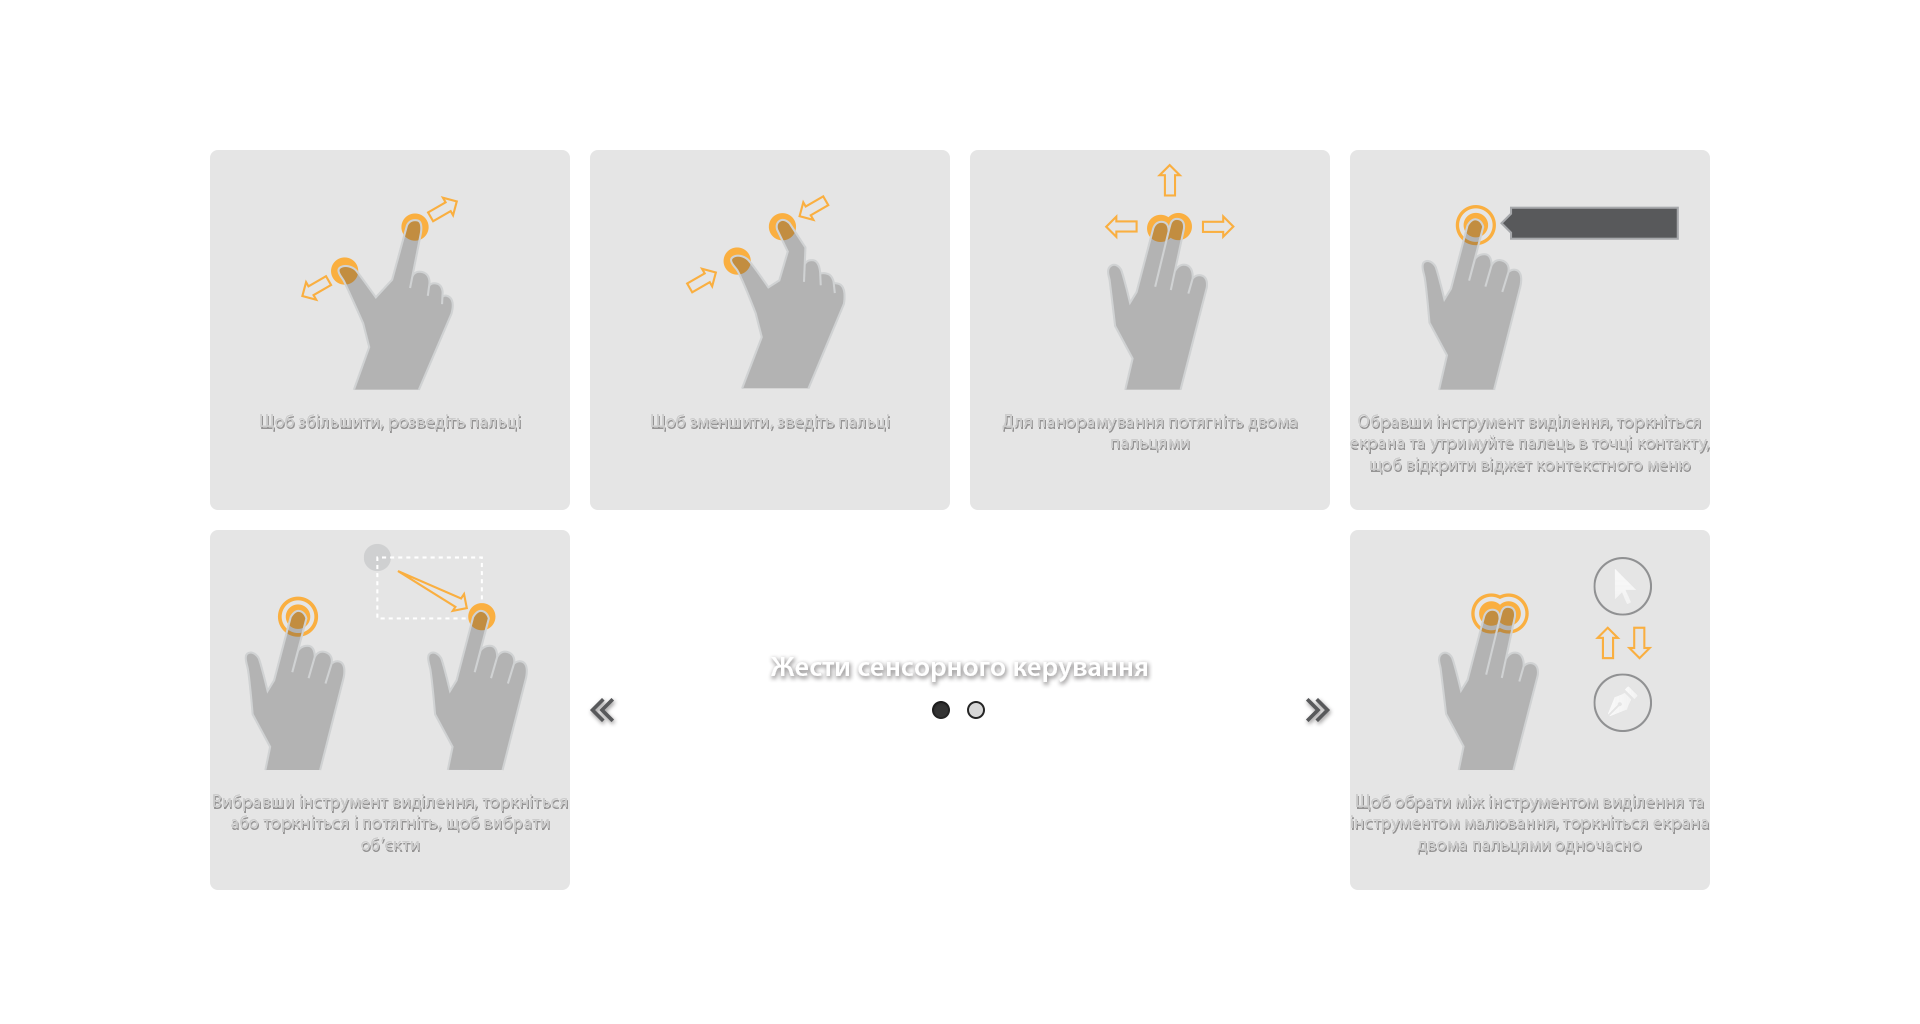 Щоб збільшити, розведіть пальці
Щоб зменшити, зведіть пальці
Для панорамування потягніть двома
пальцями
Обравши інструмент виділення, торкніться
екрана та утримуйте палець в точці контакту,
щоб відкрити віджет контекстного меню
Вибравши інструмент виділення, торкніться
або торкніться і потягніть, щоб вибрати
об'єкти
Жести сенсорного керування
Щоб обрати між інструментом виділення та
інструментом малювання, торкніться екрана
двома пальцями одночасно